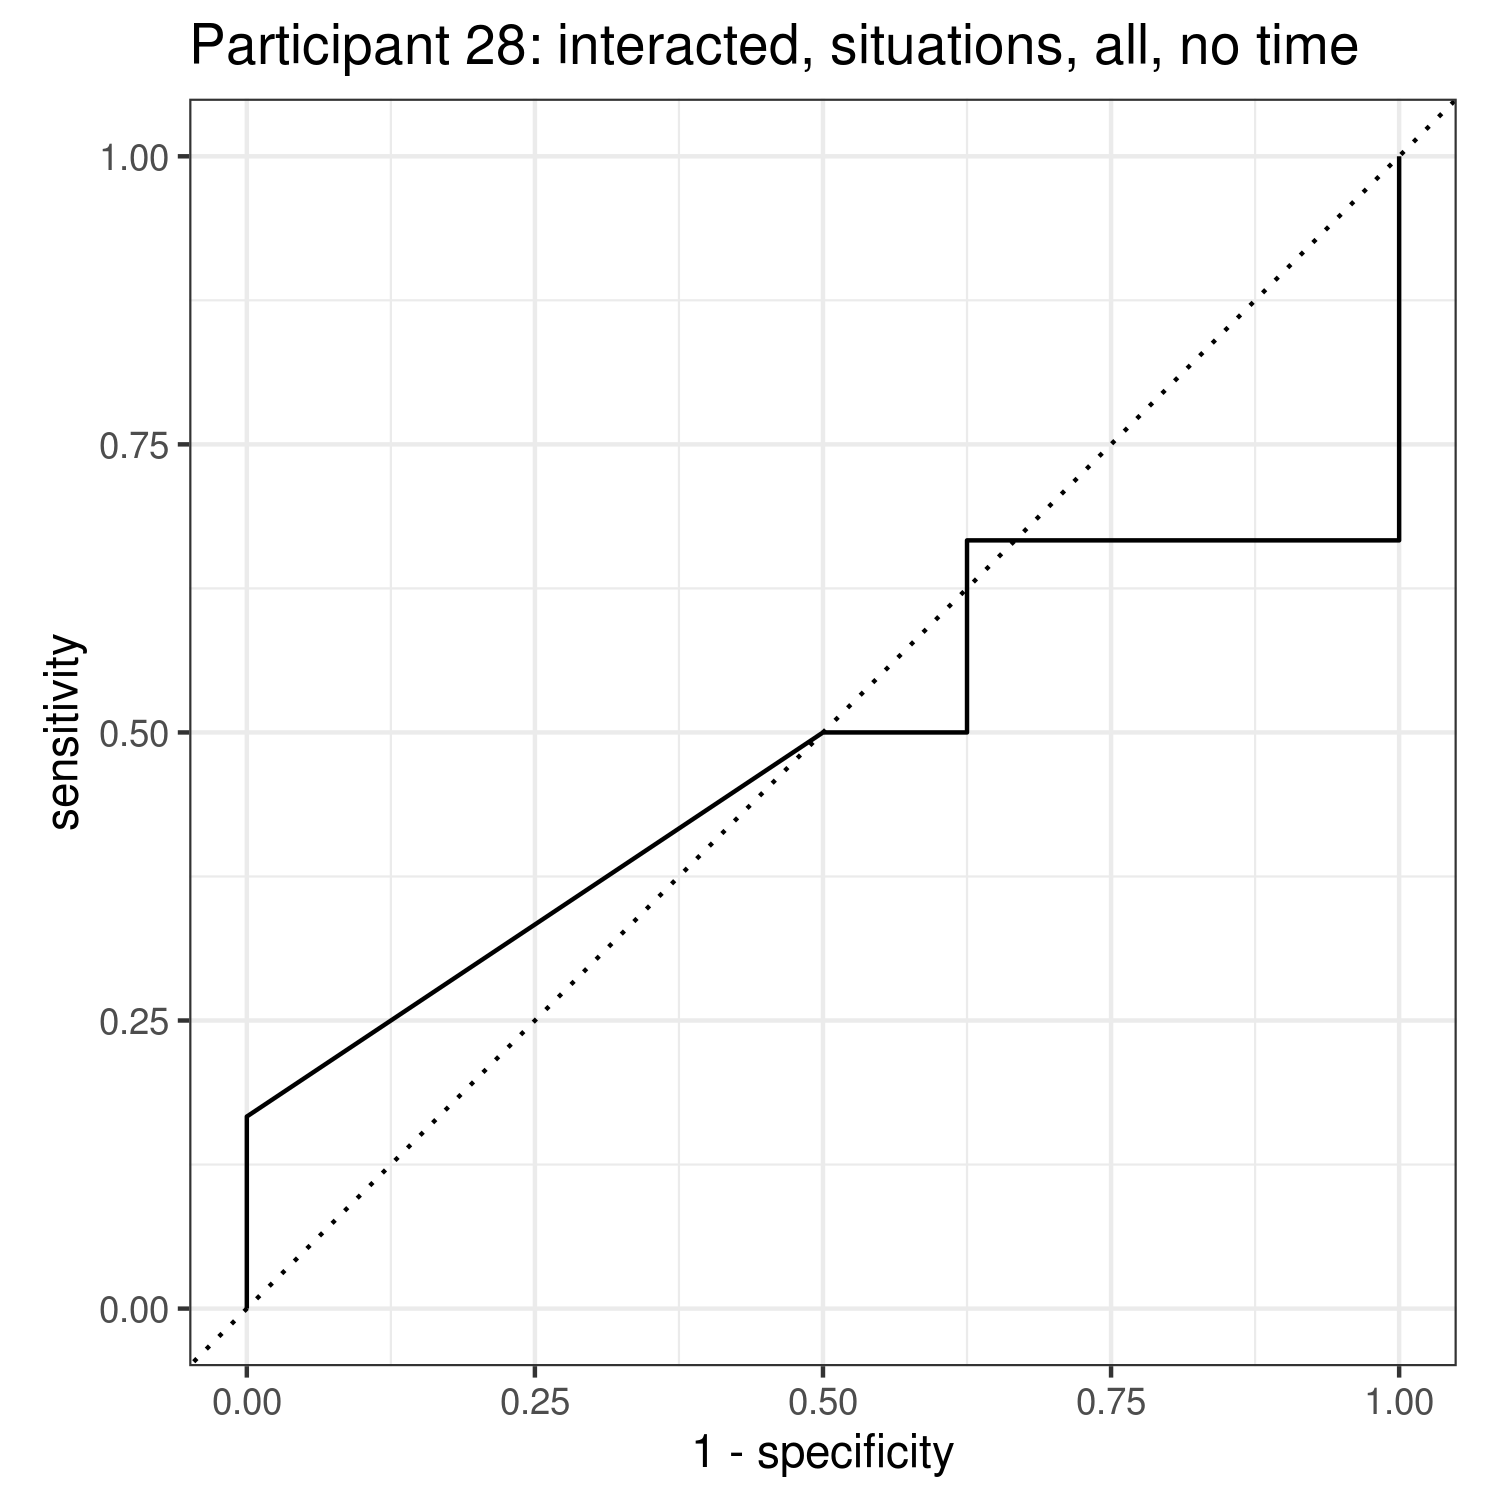 Participant 28: interacted, situations, all, no time
1.00
0.75
0.50
0.25
0.00
sensitivity
0.00 0.25 0.50 0.75 1.00
1 - specificity